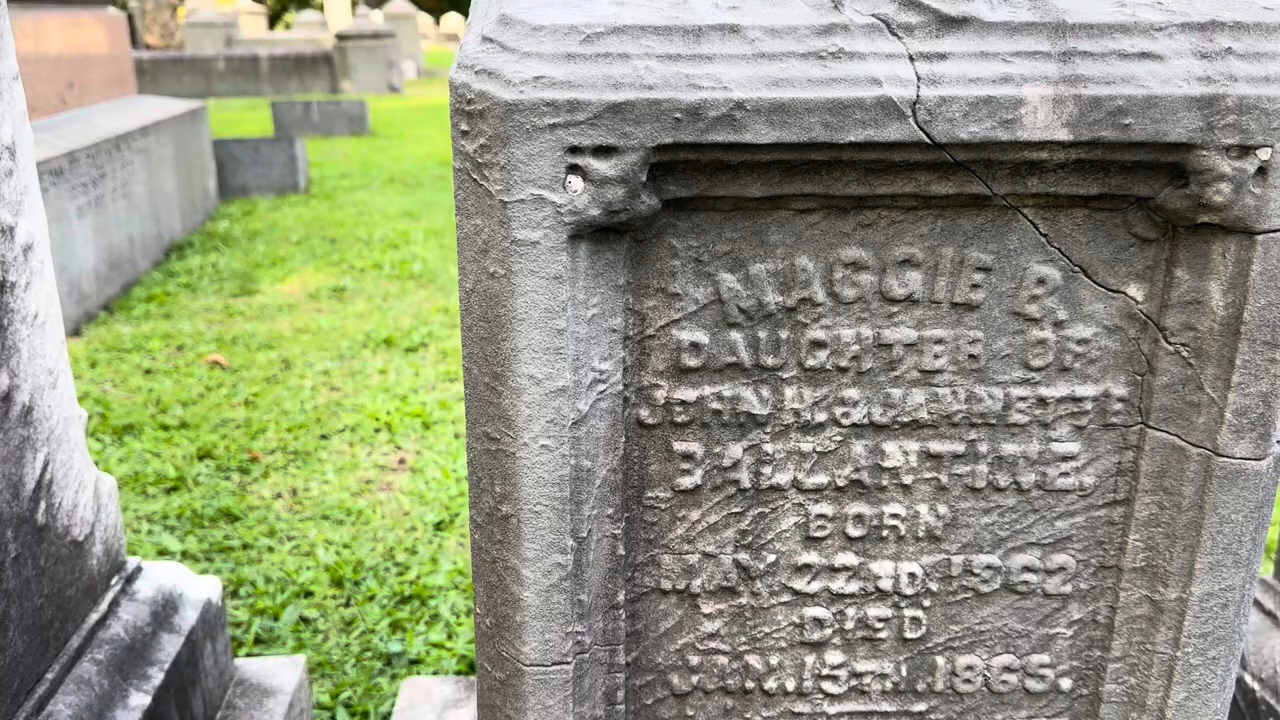 MAGGIE B.
DAUGHTER OF
JOHN H. & JANNETTE
BALLANTINE.
BORN
MAY 22ND. 1862
DIED
JAN. 15TH. 1865.